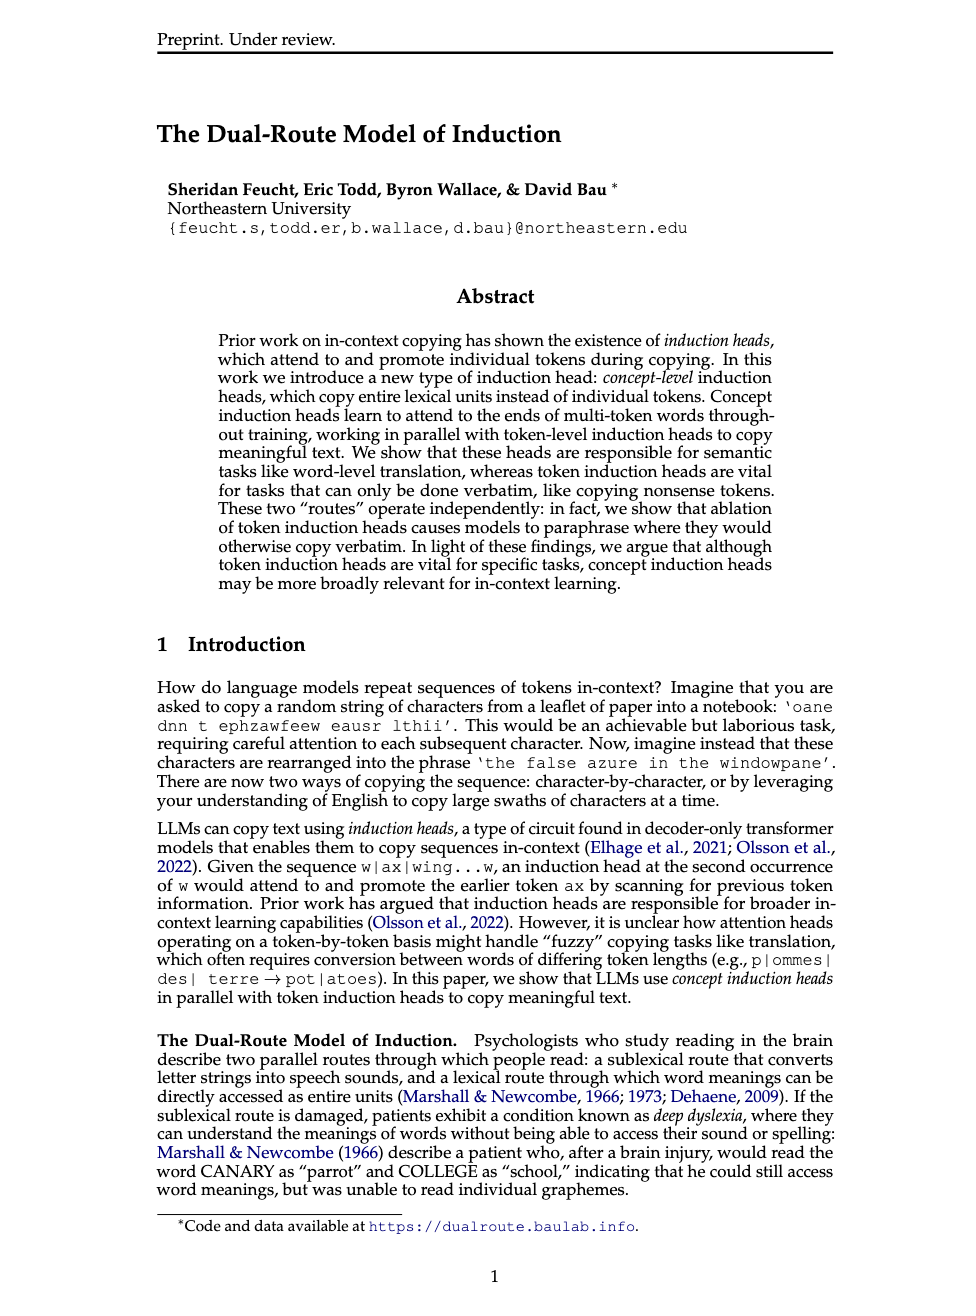 Preprint. Under review.
The Dual-Route Model of Induction
Sheridan Feucht, Eric Todd, Byron Wallace, & David Bau *
Northeastern University
{feucht.s,todd.er,b.wallace,d.bau}@northeastern.edu
Abstract
Prior work on in-context copying has shown the existence of induction heads,
which attend to and promote individual tokens during copying. In this
work we introduce a new type of induction head: concept-level induction
heads, which copy entire lexical units instead of individual tokens. Concept
induction heads learn to attend to the ends of multi-token words through-
out training, working in parallel with token-level induction heads to copy
meaningful text. We show that these heads are responsible for semantic
tasks like word-level translation, whereas token induction heads are vital
for tasks that can only be done verbatim, like copying nonsense tokens.
These two “routes” operate independently: in fact, we show that ablation
of token induction heads causes models to paraphrase where they would
otherwise copy verbatim. In light of these findings, we argue that although
token induction heads are vital for specific tasks, concept induction heads
may be more broadly relevant for in-context learning.
1 Introduction
How do language models repeat sequences of tokens in-context? Imagine that you are
asked to copy a random string of characters from a leaflet of paper into a notebook: ‘oane
dnn t ephzawfeew eausr lthii’. This would be an achievable but laborious task,
requiring careful attention to each subsequent character. Now, imagine instead that these
characters are rearranged into the phrase ‘the false azure in the windowpane’.
There are now two ways of copying the sequence: character-by-character, or by leveraging
your understanding of English to copy large swaths of characters at a time.
LLMs can copy text using induction heads, a type of circuit found in decoder-only transformer
models that enables them to copy sequences in-context (Elhage et al., 2021; Olsson et al.,
2022). Given the sequence w|ax|wing...w, an induction head at the second occurrence
of w would attend to and promote the earlier token ax by scanning for previous token
information. Prior work has argued that induction heads are responsible for broader in-
context learning capabilities (Olsson et al., 2022). However, it is unclear how attention heads
operating on a token-by-token basis might handle “fuzzy” copying tasks like translation,
which often requires conversion between words of differing token lengths (e.g., p|ommes|
des| terre → pot|atoes). In this paper, we show that LLMs use concept induction heads
in parallel with token induction heads to copy meaningful text.
The Dual-Route Model of Induction. Psychologists who study reading in the brain
describe two parallel routes through which people read: a sublexical route that converts
letter strings into speech sounds, and a lexical route through which word meanings can be
directly accessed as entire units (Marshall & Newcombe, 1966; 1973; Dehaene, 2009). If the
sublexical route is damaged, patients exhibit a condition known as deep dyslexia, where they
can understand the meanings of words without being able to access their sound or spelling:
Marshall & Newcombe (1966) describe a patient who, after a brain injury, would read the
word CANARY as “parrot” and COLLEGE as “school,” indicating that he could still access
word meanings, but was unable to read individual graphemes.
*Code and data available at https://dualroute.baulab.info.
1